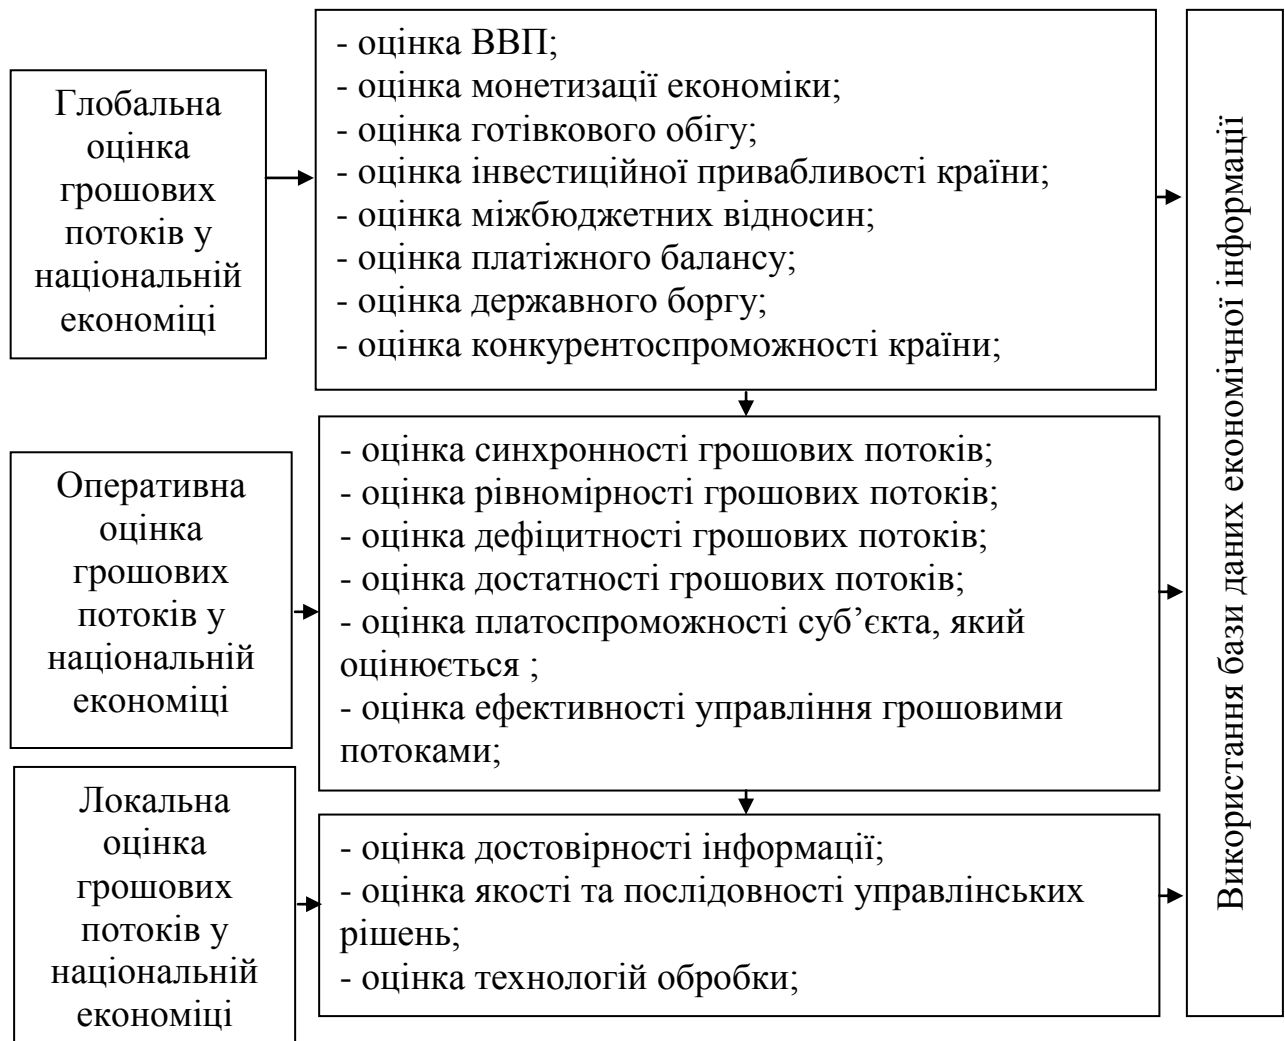 Глобальна
оцінка
грошових
потоків у
національній
економіці
- оцінка ВВП;
- оцінка монетизації економіки;
- оцінка готівкового обігу;
- оцінка інвестиційної привабливості країни;
- оцінка міжбюджетних відносин;
- оцінка платіжного балансу;
- оцінка державного боргу;
- оцінка конкурентоспроможності країни;
Оперативна
оцінка
грошових
потоків у
національній
економіці
- оцінка синхронності грошових потоків;
- оцінка рівномірності грошових потоків;
- оцінка дефіцитності грошових потоків;
- оцінка достатності грошових потоків;
- оцінка платоспроможності суб’єкта, який
оцінюється ;
- оцінка ефективності управління грошовими
потоками;
Локальна
оцінка
грошових
потоків у
національній
економіці
- оцінка достовірності інформації;
- оцінка якості та послідовності управлінських
рішень;
- оцінка технологій обробки;
Використання бази даних економічної інформації